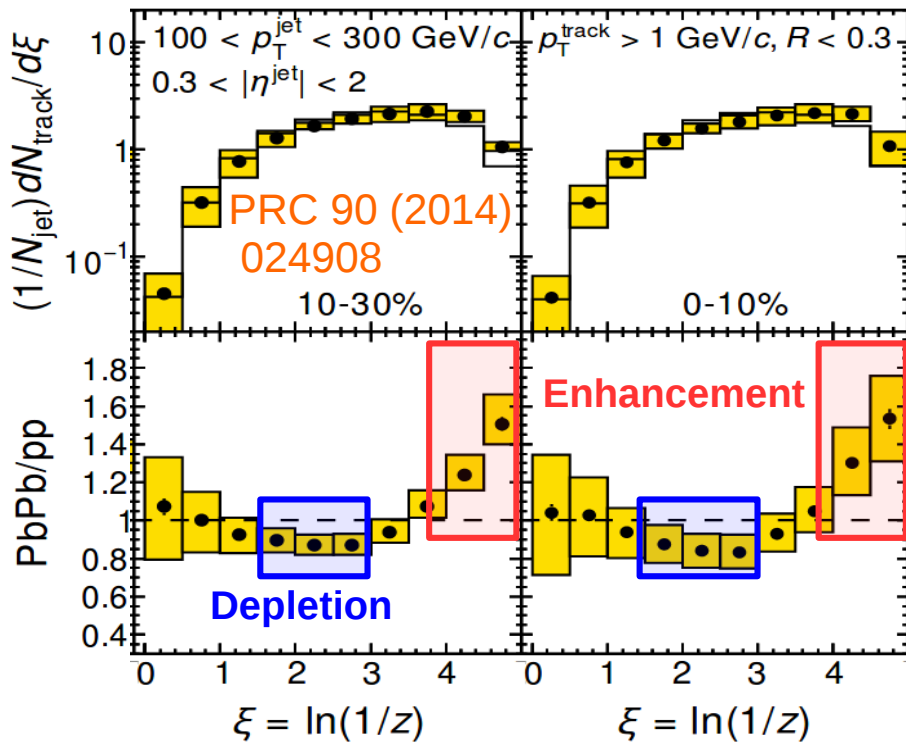 (1/N_jet) dN_track/dξ
10
1
10⁻¹
100 < p_T^jet < 300 GeV/c
0.3 < |η^jet| < 2
PRC 90 (2014)
024908
10-30%
p_T^track > 1 GeV/c, R < 0.3
0-10%
PbPb/pp
1.8
1.6
1.4
1.2
1
0.8
0.6
0.4
Depletion
Enhancement
0 1 2 3 4 0 1 2 3 4
ξ = ln(1/z) ξ = ln(1/z)